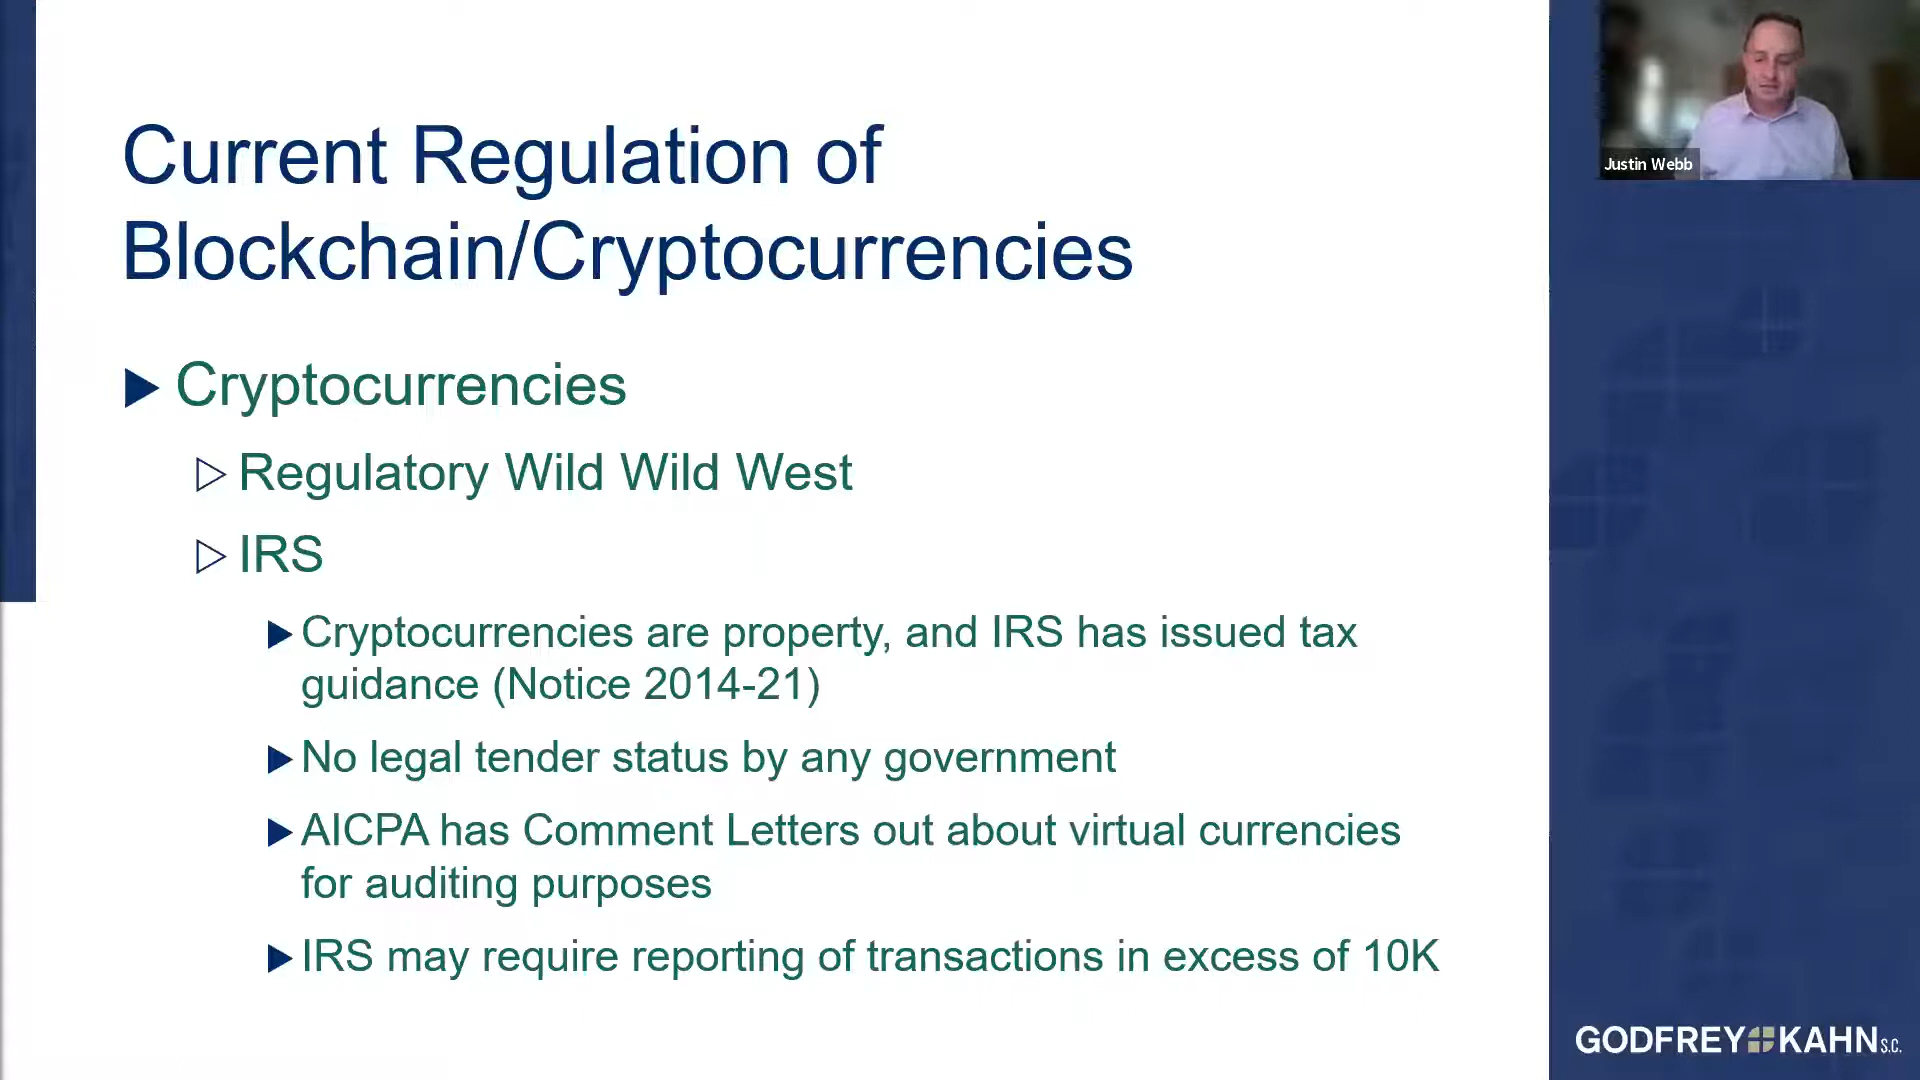 Current Regulation of
Blockchain/Cryptocurrencies
Cryptocurrencies
Regulatory Wild Wild West
IRS
Cryptocurrencies are property, and IRS has issued tax
guidance (Notice 2014-21)
No legal tender status by any government
AICPA has Comment Letters out about virtual currencies
for auditing purposes
IRS may require reporting of transactions in excess of 10K
Justin Webb
GODFREY KAHN S.C.